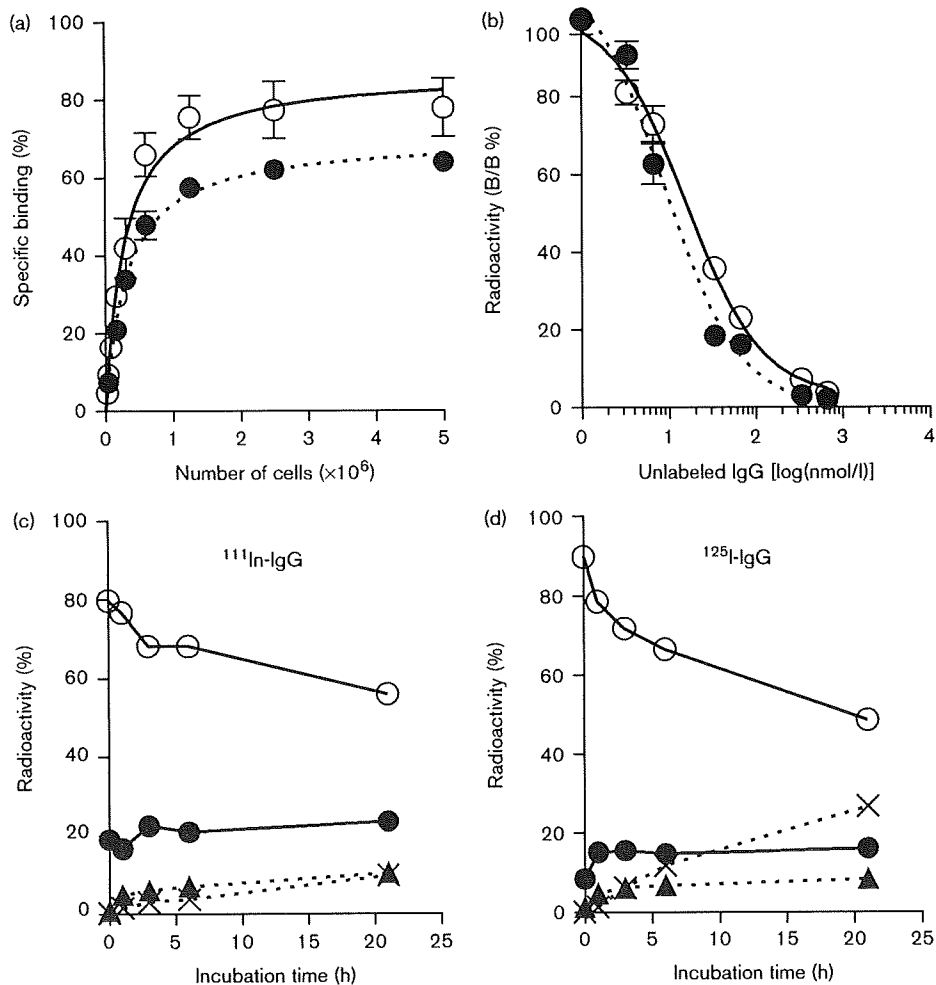 (a)
100
80
60
40
20
0
Specific binding (%)
0 1 2 3 4 5
Number of cells (×10⁶)
(b)
100
80
60
40
20
0
Radioactivity (B/B %)
0 1 2 3 4
Unlabeled IgG [log(nmol/l)]
(c)
¹¹¹In-IgG
100
80
60
40
20
0
Radioactivity (%)
0 5 10 15 20 25
Incubation time (h)
(d)
¹²⁵I-IgG
100
80
60
40
20
0
Radioactivity (%)
0 5 10 15 20 25
Incubation time (h)